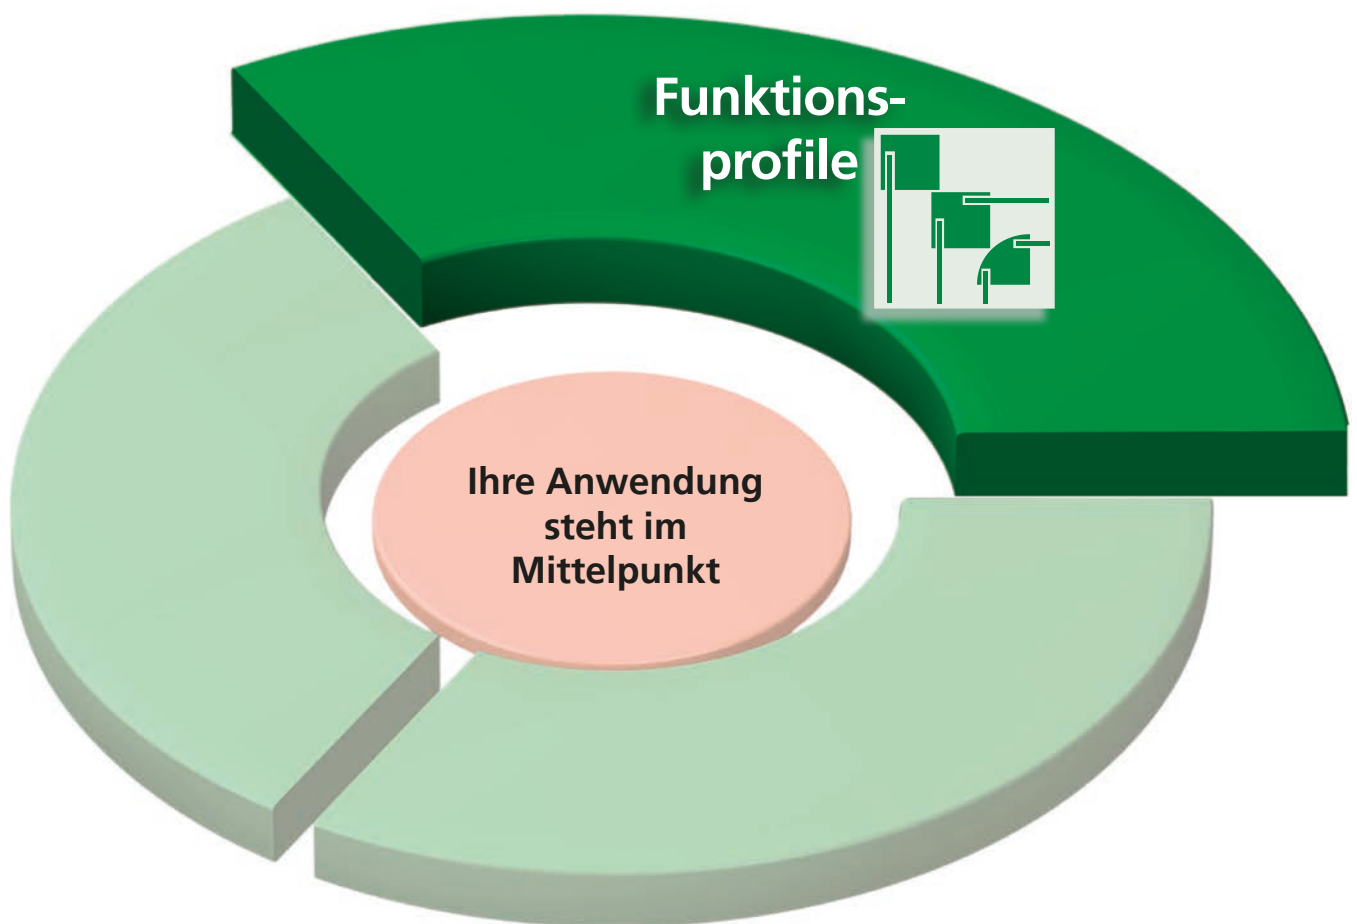 Funktions-
profile
Ihre Anwendung
steht im
Mittelpunkt